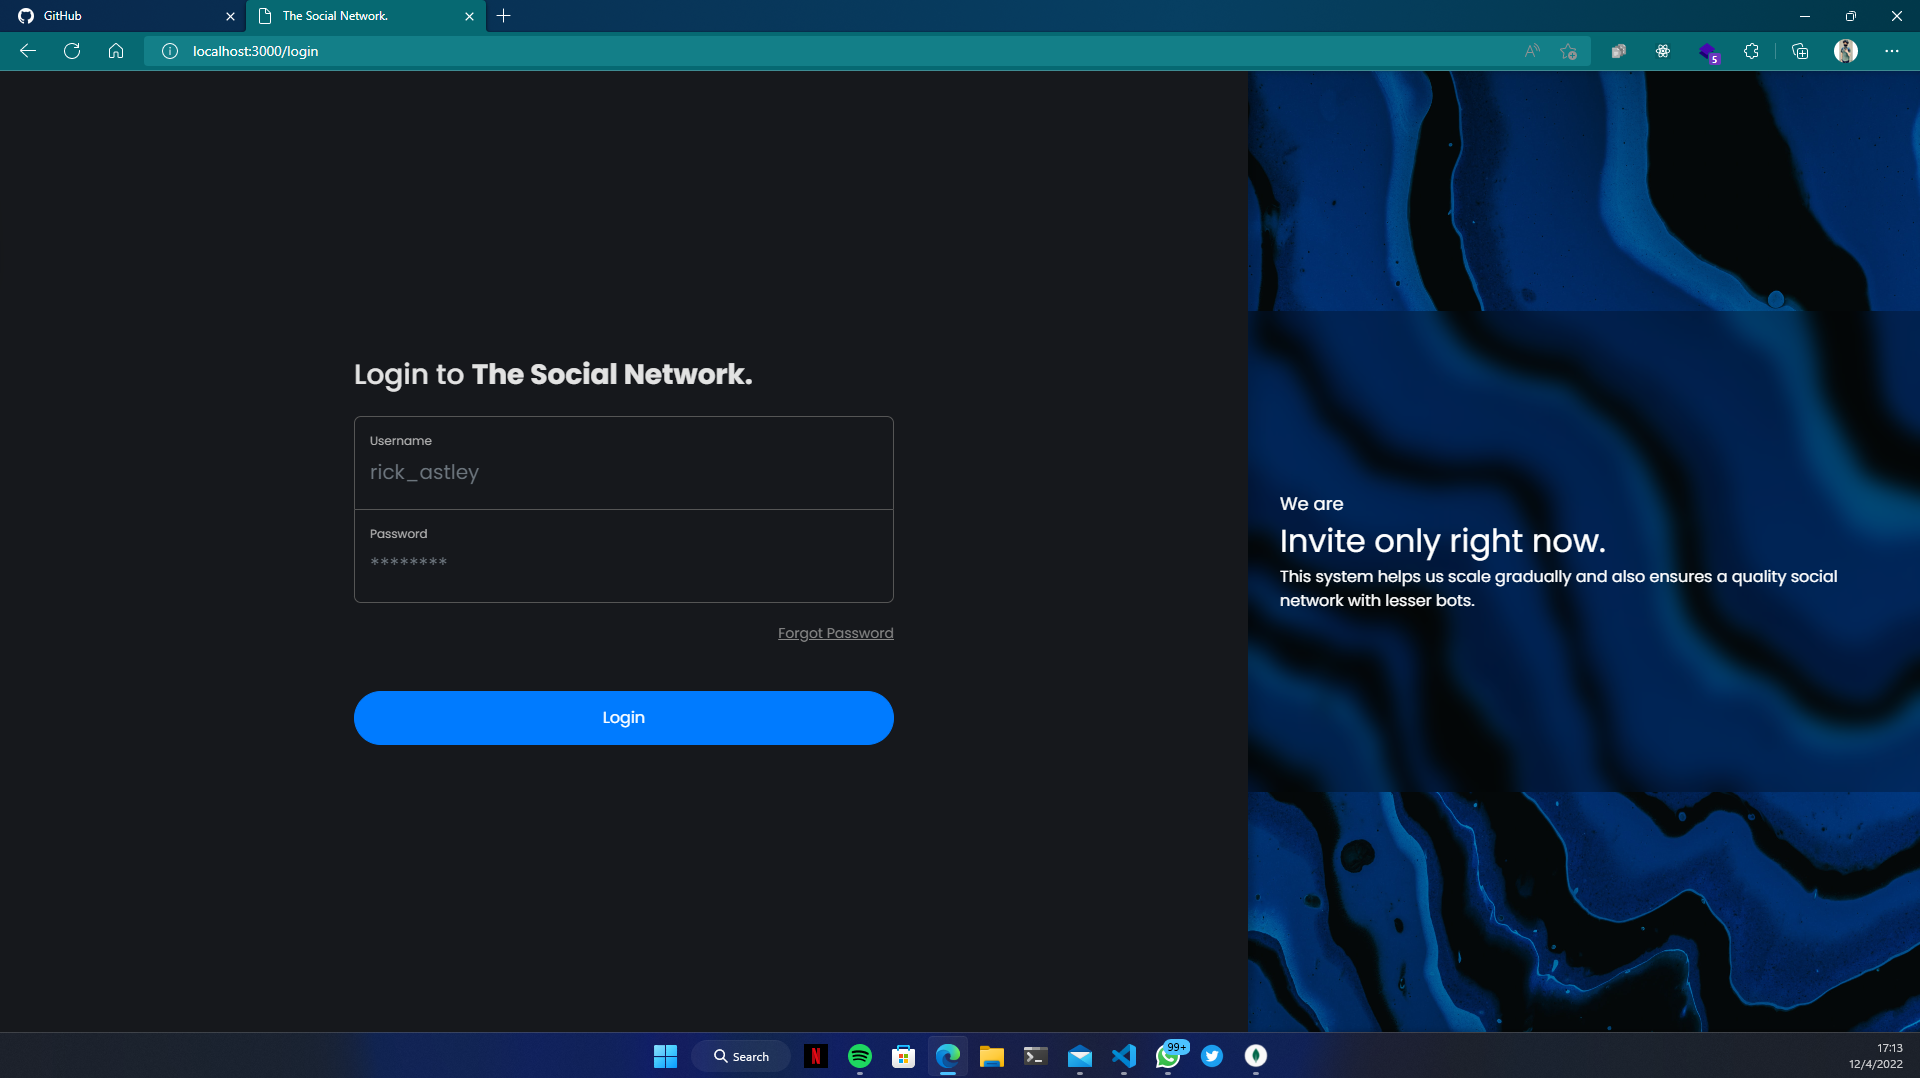 GitHub
The Social Network.
localhost:3000/login
5
Login to The Social Network.
Username
rick_astley
Password
********
Forgot Password
Login
We are
Invite only right now.
This system helps us scale gradually and also ensures a quality social
network with lesser bots.
Search
99+
17:13
12/4/2022